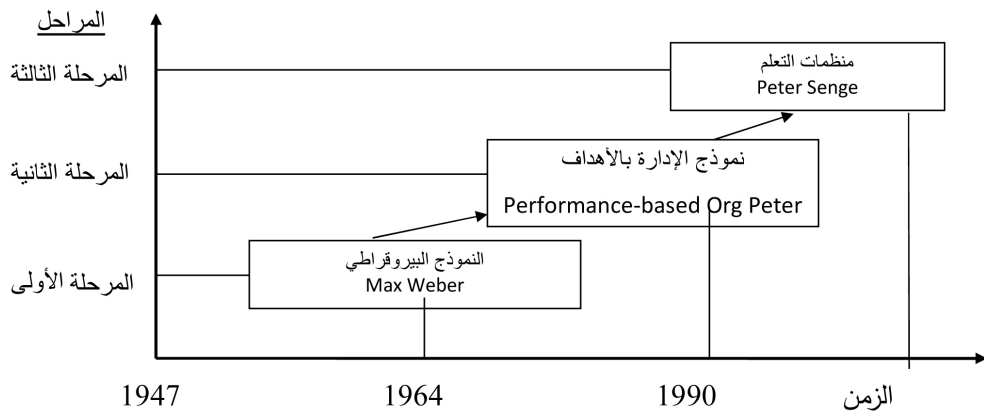 المراحل
المرحلة الثالثة
منظمات التعلم
Peter Senge
المرحلة الثانية
نموذج الإدارة بالأهداف
Performance-based Org Peter
المرحلة الأولى
النموذج البيروقراطي
Max Weber
1947
1964
1990
الزمن